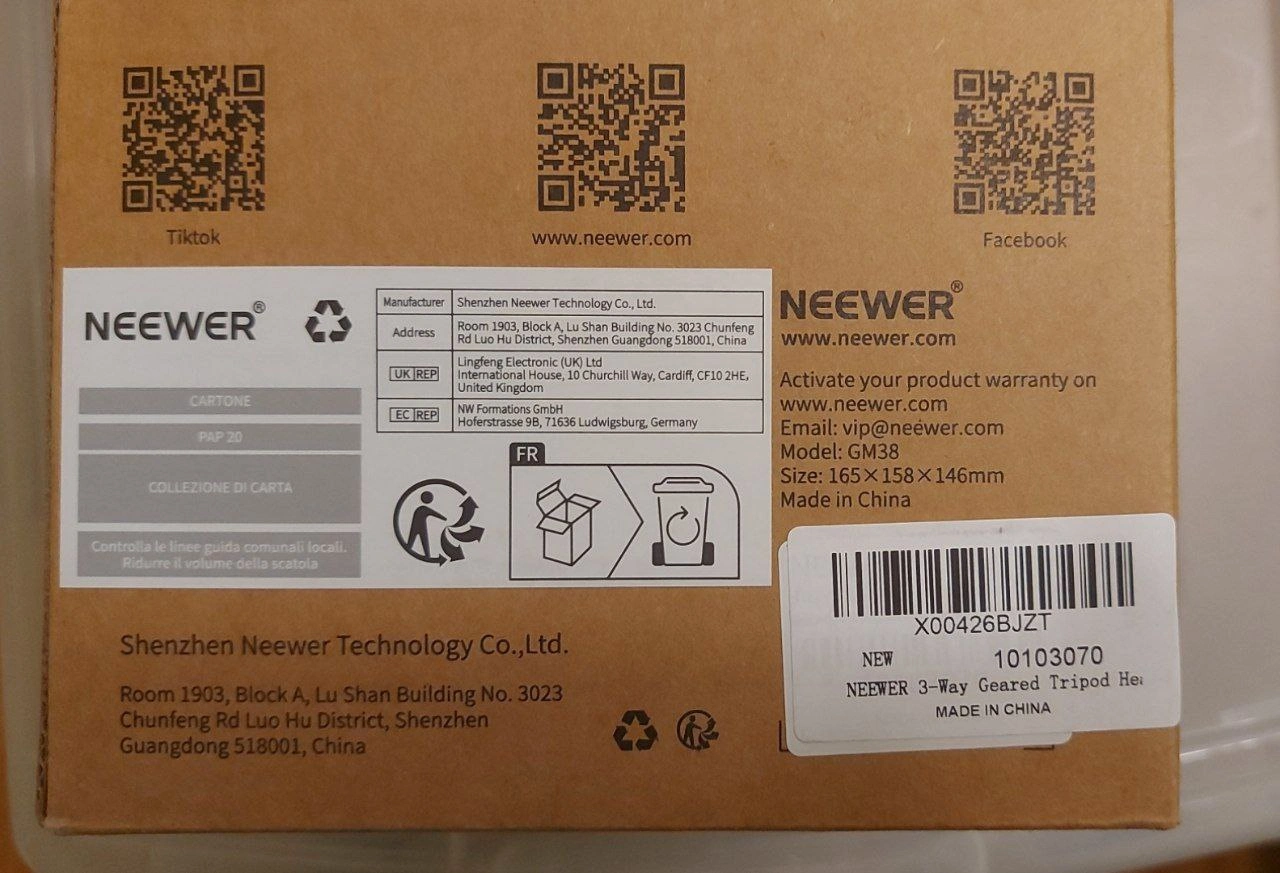 Tiktok
www.neewer.com
Facebook
NEEWER®
CARTONE
PAP 20
COLLEZIONE DI CARTA
Controlla le linee guida comunali locali.
Ridurre il volume della scatola
Manufacturer
Shenzhen Neewer Technology Co., Ltd.
Address
Room 1903, Block A, Lu Shan Building No. 3023 Chunfeng
Rd Luo Hu District, Shenzhen Guangdong 518001, China
UK REP
Lingfeng Electronic (UK) Ltd
International House, 10 Churchill Way, Cardiff, CF10 2HE,
United Kingdom
EC REP
NW Formations GmbH
Hoferstrasse 9B, 71636 Ludwigsburg, Germany
FR
NEEWER®
www.neewer.com
Activate your product warranty on
www.neewer.com
Email: vip@neewer.com
Model: GM38
Size: 165×158×146mm
Made in China
X00426BJZT
NEW
10103070
NEEWER 3-Way Geared Tripod Hea
MADE IN CHINA
Shenzhen Neewer Technology Co.,Ltd.
Room 1903, Block A, Lu Shan Building No. 3023
Chunfeng Rd Luo Hu District, Shenzhen
Guangdong 518001, China